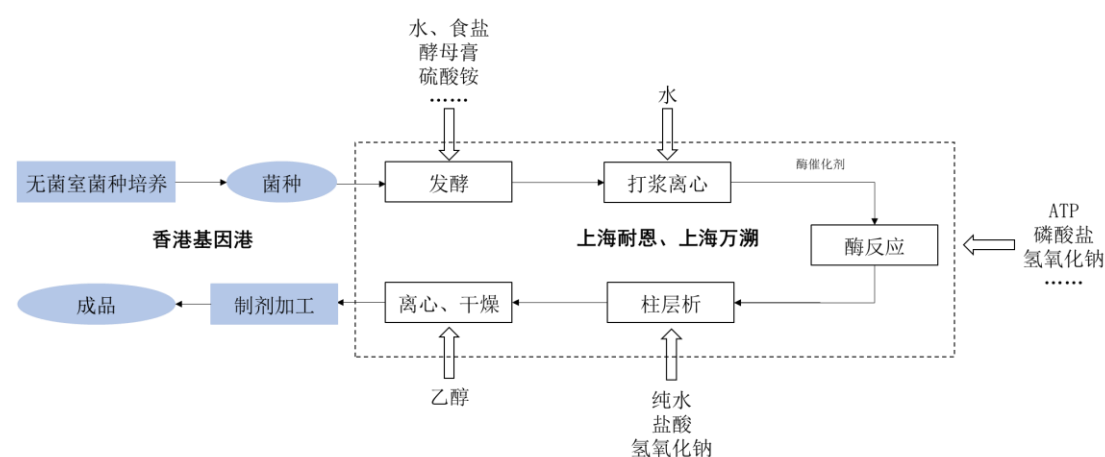 水、食盐
酵母膏
硫酸铵
……
水
无菌室菌种培养
菌种
发酵
打浆离心
酶催化剂
香港基因港
上海耐恩、上海万溯
酶反应
ATP
磷酸盐
氢氧化钠
……
成品
制剂加工
离心、干燥
柱层析
乙醇
纯水
盐酸
氢氧化钠